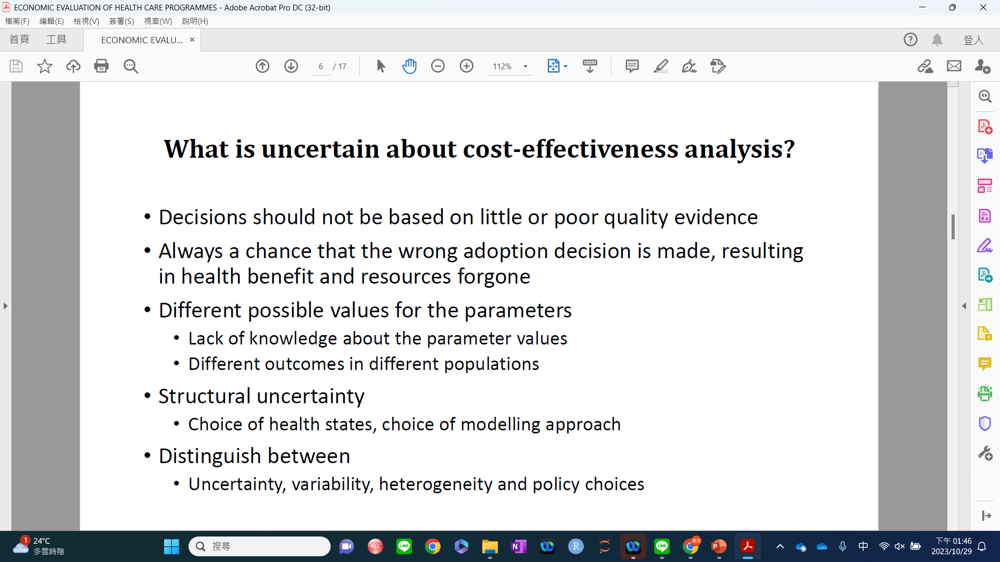 ECONOMIC EVALUATION OF HEALTH CARE PROGRAMMES - Adobe Acrobat Pro DC (32-bit)
檔案(F) 編輯(E) 檢視(V) 簽署(S) 視窗(W) 說明(H)
首頁 工具 ECONOMIC EVALU... × 登入
6 / 17 112%
What is uncertain about cost-effectiveness analysis?
• Decisions should not be based on little or poor quality evidence
• Always a chance that the wrong adoption decision is made, resulting
in health benefit and resources forgone
• Different possible values for the parameters
• Lack of knowledge about the parameter values
• Different outcomes in different populations
• Structural uncertainty
• Choice of health states, choice of modelling approach
• Distinguish between
• Uncertainty, variability, heterogeneity and policy choices
1 24°C
多雲時陰
搜尋
REC
LINE
N
R
LINE
P
中
下午 01:46
2023/10/29